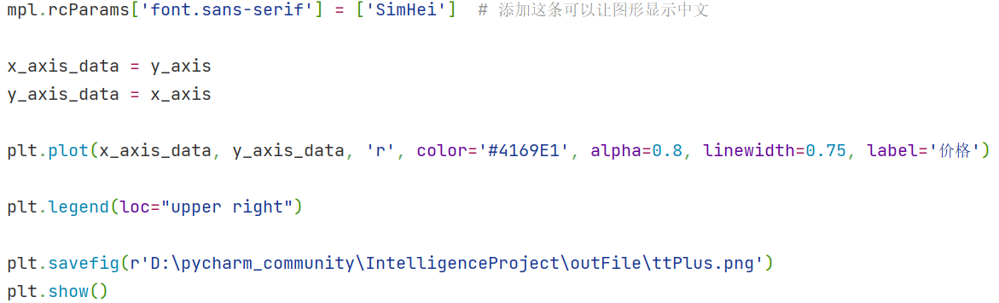 mpl.rcParams['font.sans-serif'] = ['SimHei']  # 添加这条可以让图形显示中文
x_axis_data = y_axis
y_axis_data = x_axis
plt.plot(x_axis_data, y_axis_data, 'r', color='#4169E1', alpha=0.8, linewidth=0.75, label='价格')
plt.legend(loc="upper right")
plt.savefig(r'D:\pycharm_community\IntelligenceProject\outFile\ttPlus.png')
plt.show()